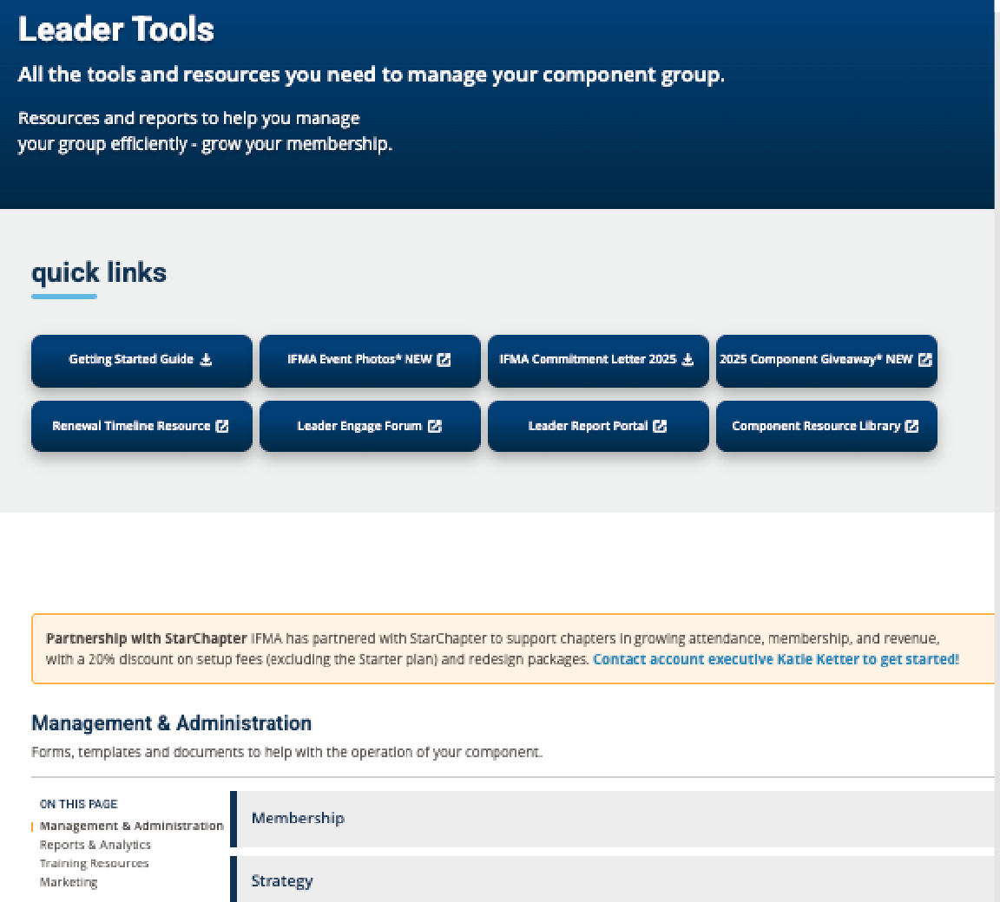 Leader Tools
All the tools and resources you need to manage your component group.
Resources and reports to help you manage
your group efficiently - grow your membership.
quick links
Getting Started Guide
IFMA Event Photos* NEW
IFMA Commitment Letter 2025
2025 Component Giveaway* NEW
Renewal Timeline Resource
Leader Engage Forum
Leader Report Portal
Component Resource Library
Partnership with StarChapter IFMA has partnered with StarChapter to support chapters in growing attendance, membership, and revenue,
with a 20% discount on setup fees (excluding the Starter plan) and redesign packages. Contact account executive Katie Ketter to get started!
Management & Administration
Forms, templates and documents to help with the operation of your component.
ON THIS PAGE
Management & Administration
Reports & Analytics
Training Resources
Marketing
Membership
Strategy